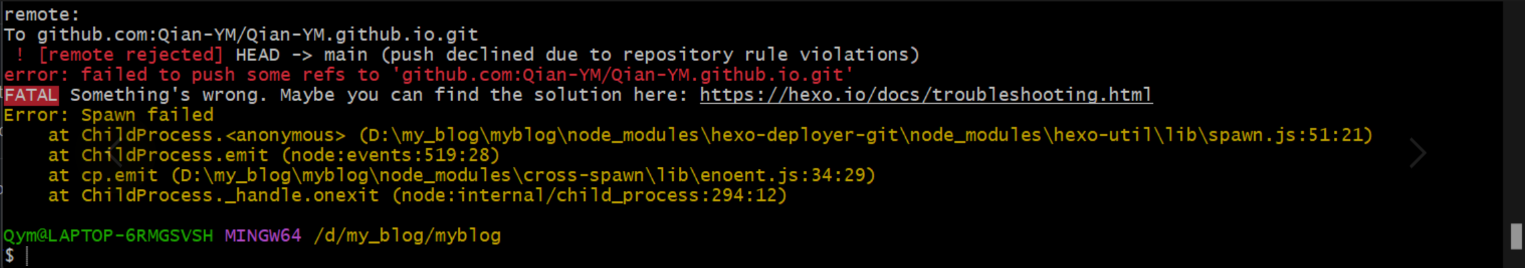 remote:
To github.com:Qian-YM/Qian-YM.github.io.git
 ! [remote rejected] HEAD -> main (push declined due to repository rule violations)
error: failed to push some refs to 'github.com:Qian-YM/Qian-YM.github.io.git'
FATAL Something's wrong. Maybe you can find the solution here: https://hexo.io/docs/troubleshooting.html
Error: Spawn failed
    at ChildProcess.<anonymous> (D:\my_blog\myblog\node_modules\hexo-deployer-git\node_modules\hexo-util\lib\spawn.js:51:21)
    at ChildProcess.emit (node:events:519:28)
    at cp.emit (D:\my_blog\myblog\node_modules\cross-spawn\lib\enoent.js:34:29)
    at ChildProcess._handle.onexit (node:internal/child_process:294:12)
Qym@LAPTOP-6RMGSVSH MINGW64 /d/my_blog/myblog
$